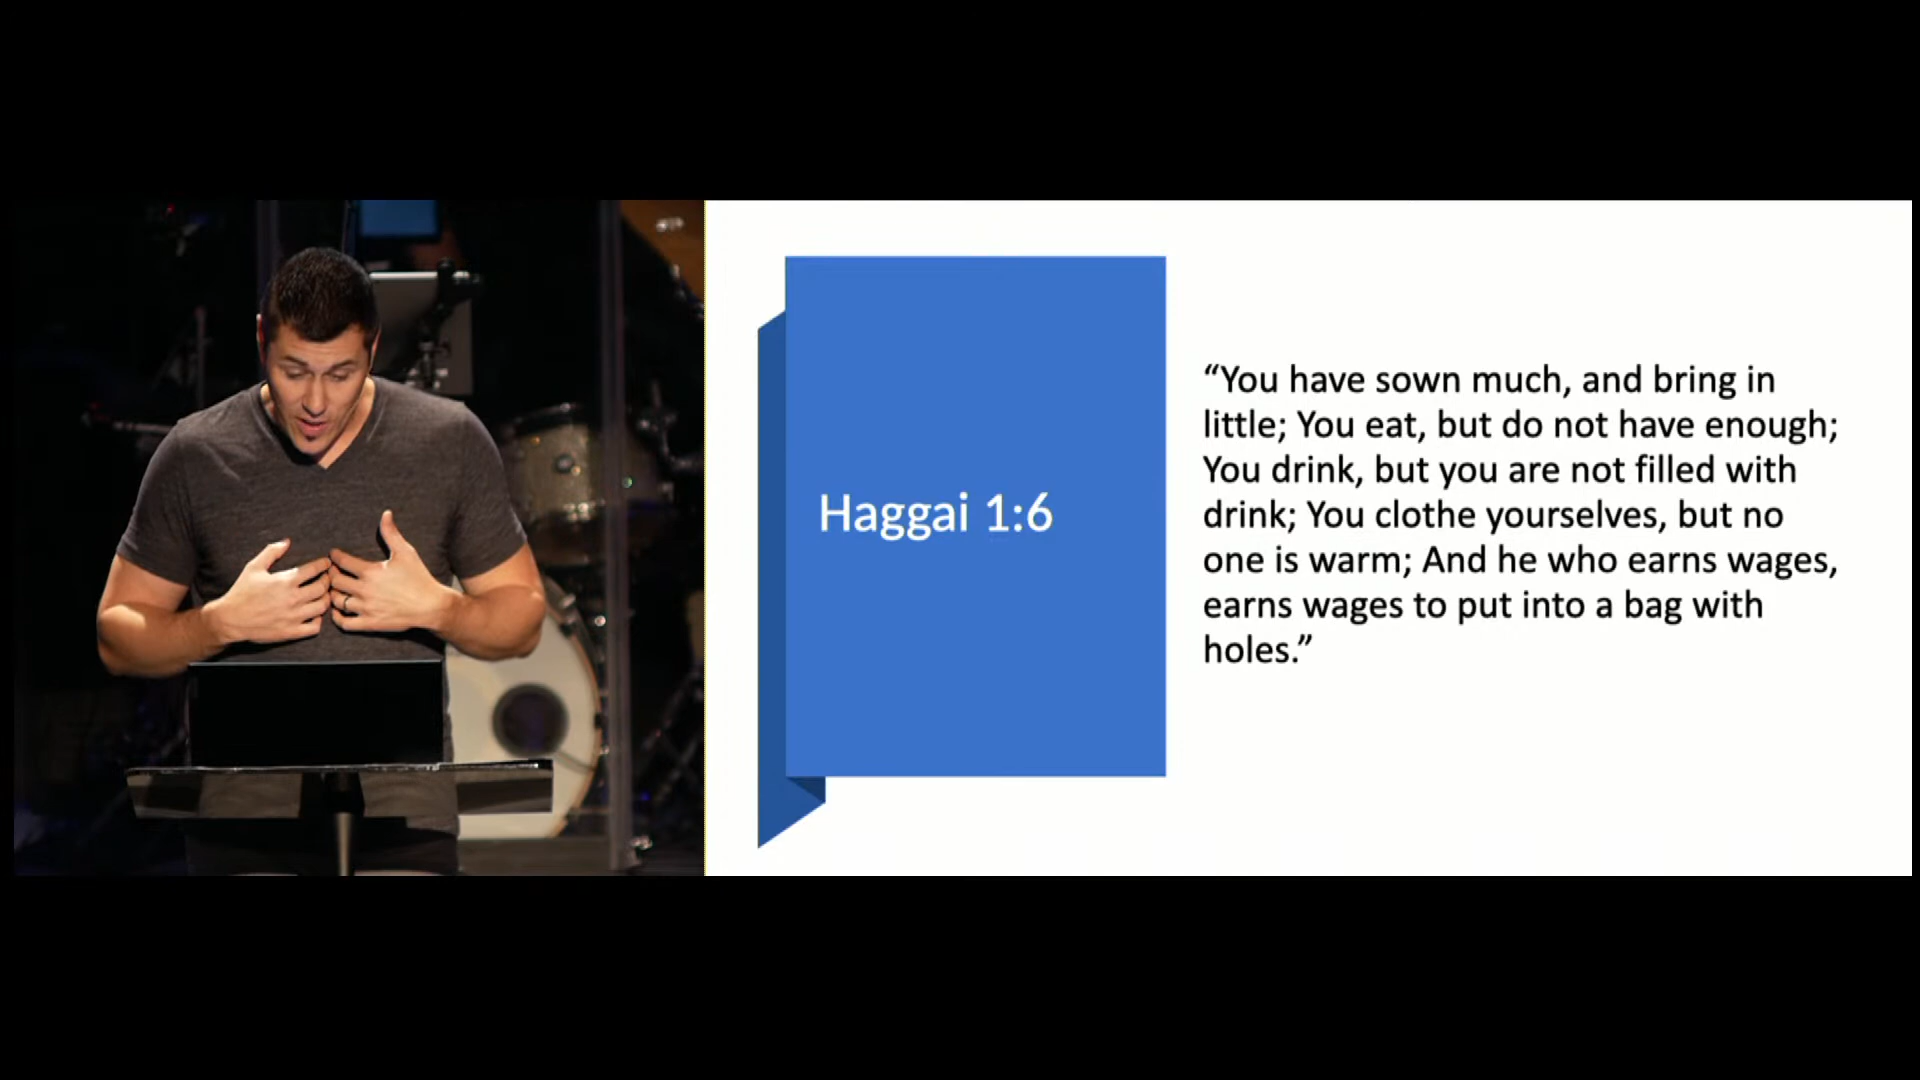 Haggai 1:6
“You have sown much, and bring in
little; You eat, but do not have enough;
You drink, but you are not filled with
drink; You clothe yourselves, but no
one is warm; And he who earns wages,
earns wages to put into a bag with
holes.”